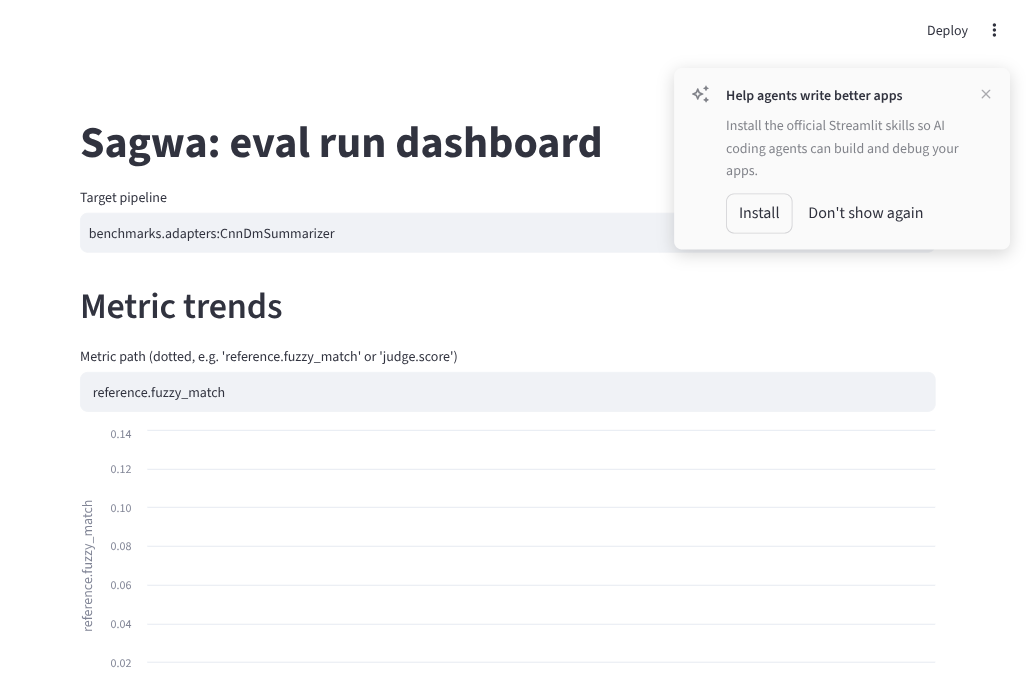 Deploy
Help agents write better apps
Install the official Streamlit skills so AI
coding agents can build and debug your
apps.
Install
Don't show again
Sagwa: eval run dashboard
Target pipeline
benchmarks.adapters:CnnDmSummarizer
Metric trends
Metric path (dotted, e.g. 'reference.fuzzy_match' or 'judge.score')
reference.fuzzy_match
0.14
0.12
0.10
0.08
0.06
0.04
0.02
reference.fuzzy_match